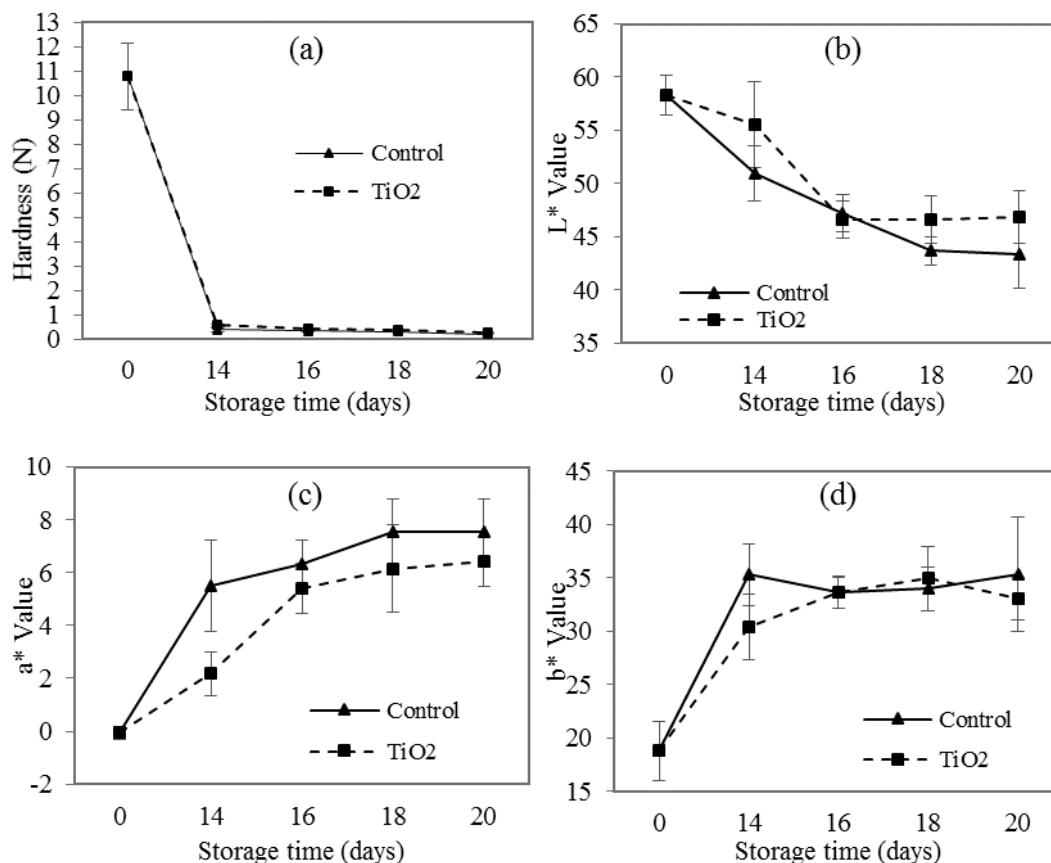 (a)
Hardness (N)
13
12
11
10
9
8
7
6
5
4
3
2
1
0
Control
TiO2
0 14 16 18 20
Storage time (days)
(b)
L* Value
65
60
55
50
45
40
35
Control
TiO2
0 14 16 18 20
Storage time (days)
(c)
a* Value
10
8
6
4
2
0
-2
Control
TiO2
0 14 16 18 20
Storage time (days)
(d)
b* Value
45
40
35
30
25
20
15
Control
TiO2
0 14 16 18 20
Storage time (days)